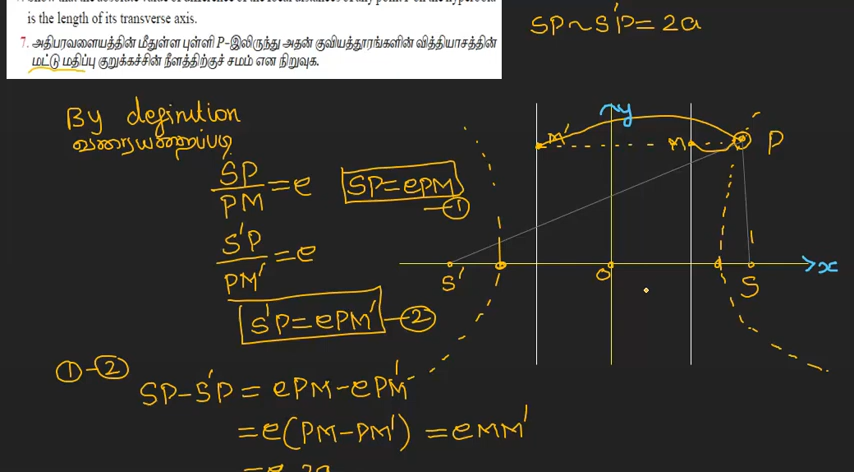 is the length of its transverse axis.
7. அதிபரவளையத்தின் மீதுள்ள புள்ளி P-இலிருந்து அதன் குவியத்தூரங்களின் வித்தியாசத்தின்
மட்டு மதிப்பு குறுக்கச்சின் நீளத்திற்குச் சமம் என நிறுவுக.
SP ~ S'P = 2a
By definition
வரையறைப்படி
SP/PM = e SP = ePM ①
S'P/PM' = e
S'P = ePM' ②
① - ②
SP - S'P = ePM - ePM'
= e(PM - PM') = eMM'
y
M' M P
S' O S x